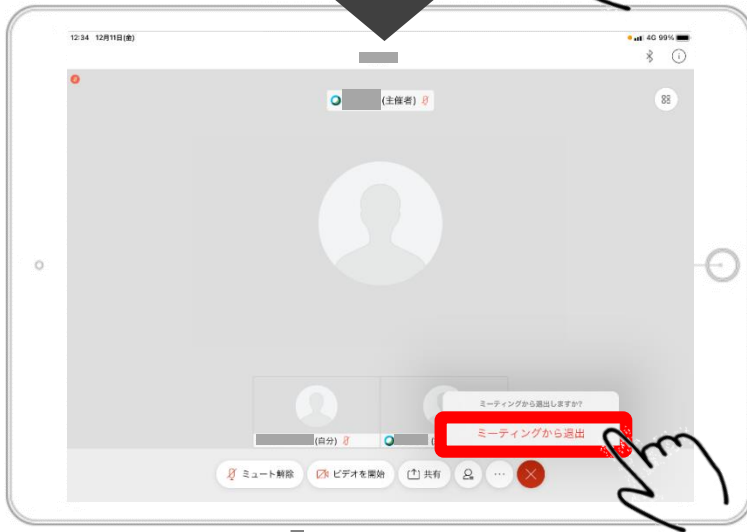 12:34 12月11日(金)
4G 99%
(主催者)
ミーティングから退出しますか?
ミーティングから退出
(自分)
ミュート解除
ビデオを開始
共有